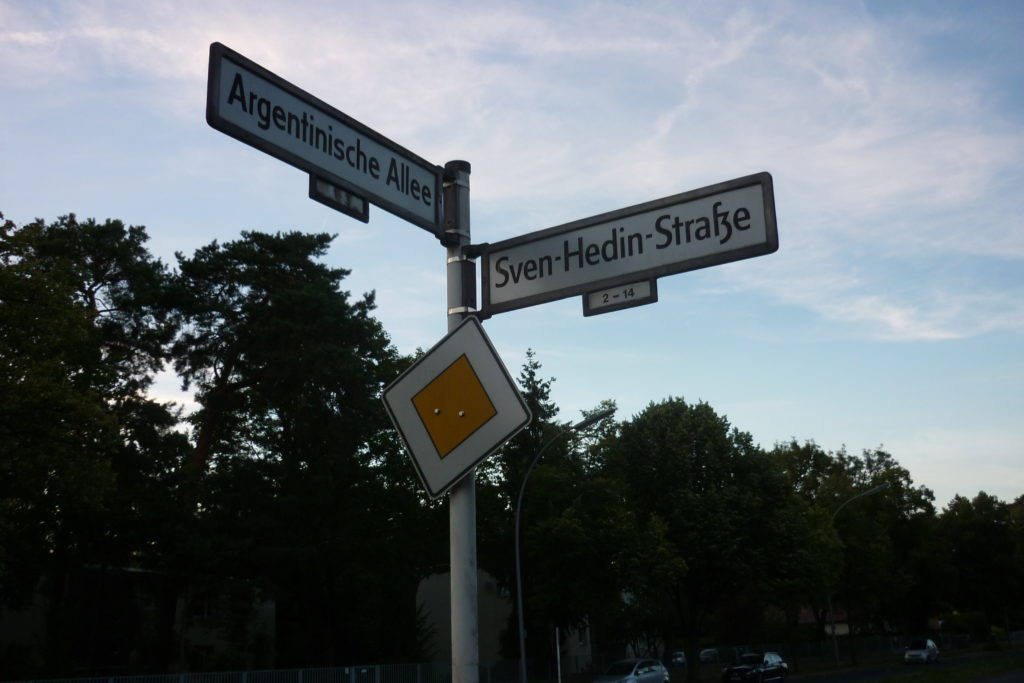 Argentinische Allee
Sven-Hedin-Straße
2 - 14